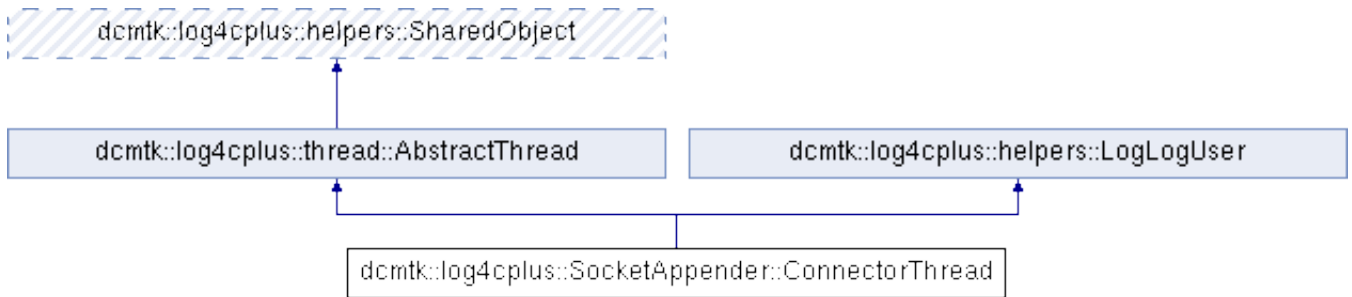 dcmtk::log4cplus::helpers::SharedObject
dcmtk::log4cplus::thread::AbstractThread
dcmtk::log4cplus::helpers::LogLogUser
dcmtk::log4cplus::SocketAppender::ConnectorThread